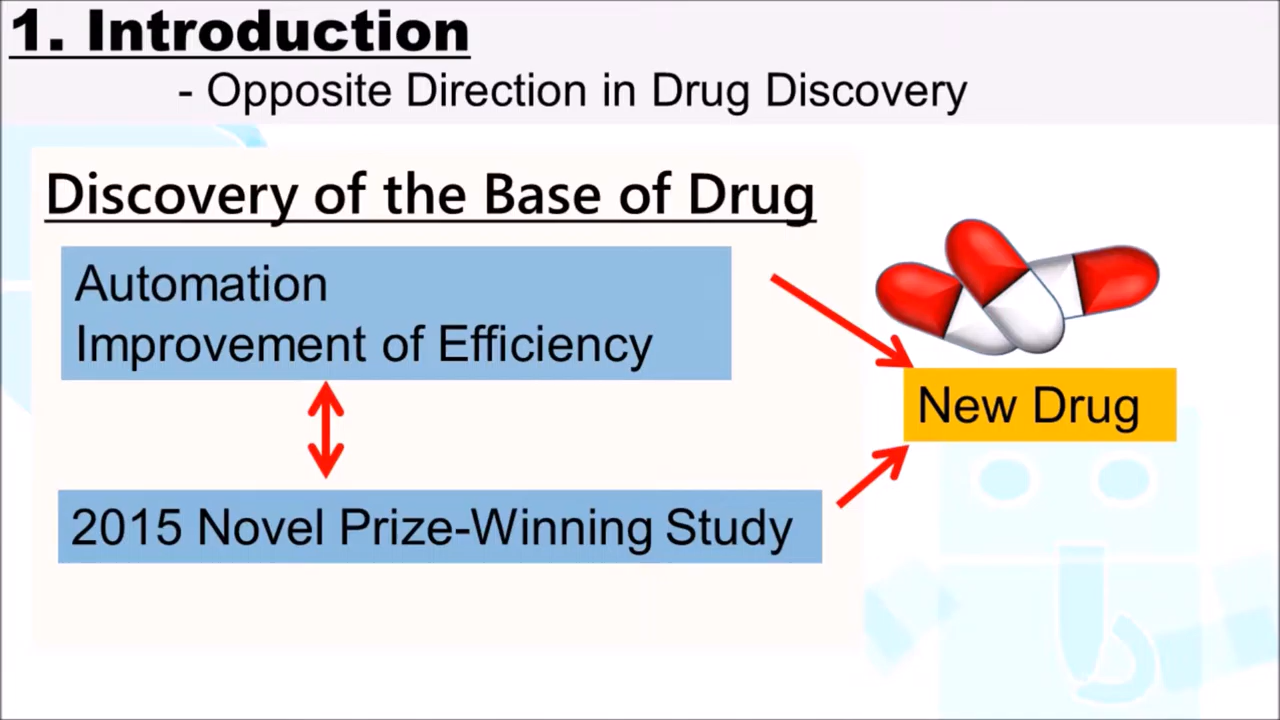 1. Introduction
- Opposite Direction in Drug Discovery
Discovery of the Base of Drug
Automation
Improvement of Efficiency
New Drug
2015 Novel Prize-Winning Study